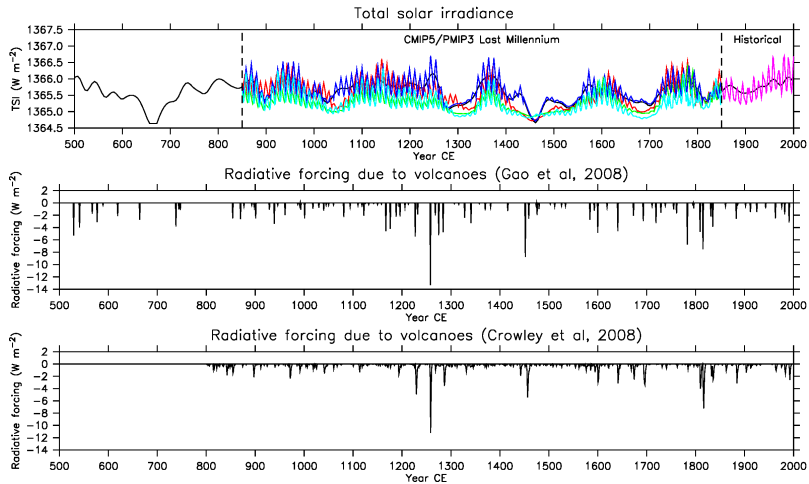 Total solar irradiance
TSI (W m−2)
1367.5
1367.0
1366.5
1366.0
1365.5
1365.0
1364.5
CMIP5/PMIP3 Last Millennium
Historical
500 600 700 800 900 1000 1100 1200 1300 1400 1500 1600 1700 1800 1900 2000
Year CE
Radiative forcing due to volcanoes (Gao et al, 2008)
Radiative forcing (W m−2)
2
0
−2
−4
−6
−8
−10
−12
−14
500 600 700 800 900 1000 1100 1200 1300 1400 1500 1600 1700 1800 1900 2000
Year CE
Radiative forcing due to volcanoes (Crowley et al, 2008)
Radiative forcing (W m−2)
2
0
−2
−4
−6
−8
−10
−12
−14
500 600 700 800 900 1000 1100 1200 1300 1400 1500 1600 1700 1800 1900 2000
Year CE